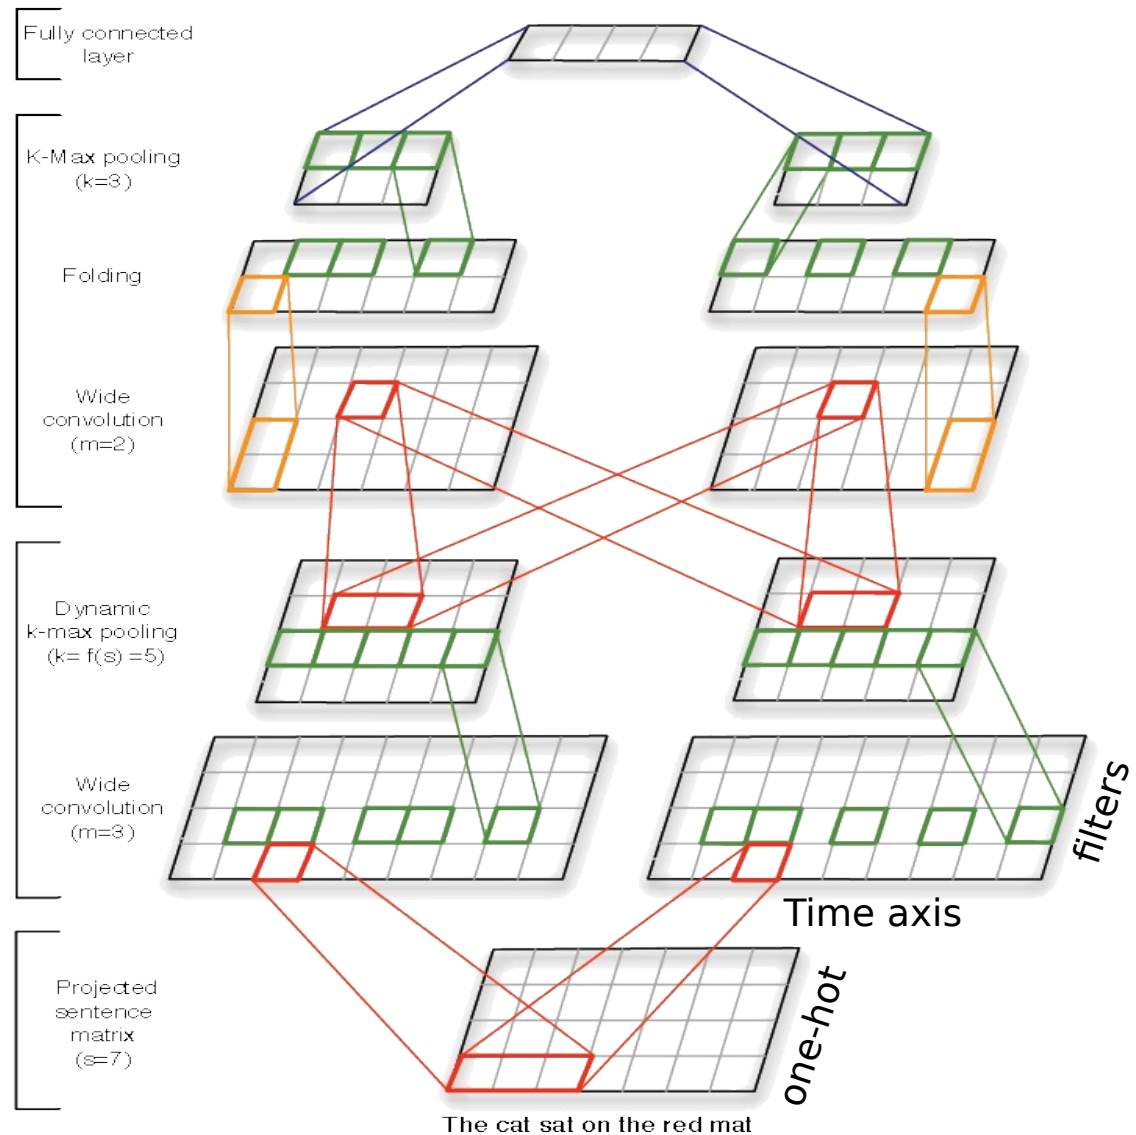 Fully connected
layer
K-Max pooling
(k=3)
Folding
Wide
convolution
(m=2)
Dynamic
k-max pooling
(k= f(s) =5)
Wide
convolution
(m=3)
filters
Time axis
Projected
sentence
matrix
(s=7)
one-hot
The cat sat on the red mat